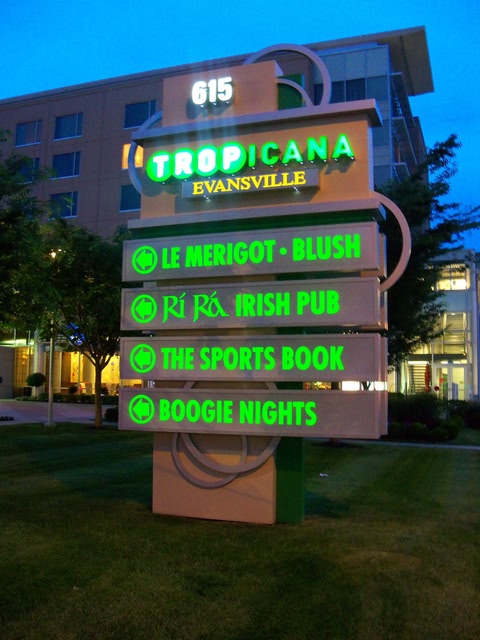 615
TROPICANA
EVANSVILLE
LE MERIGOT • BLUSH
Rí Rá IRISH PUB
THE SPORTS BOOK
BOOGIE NIGHTS